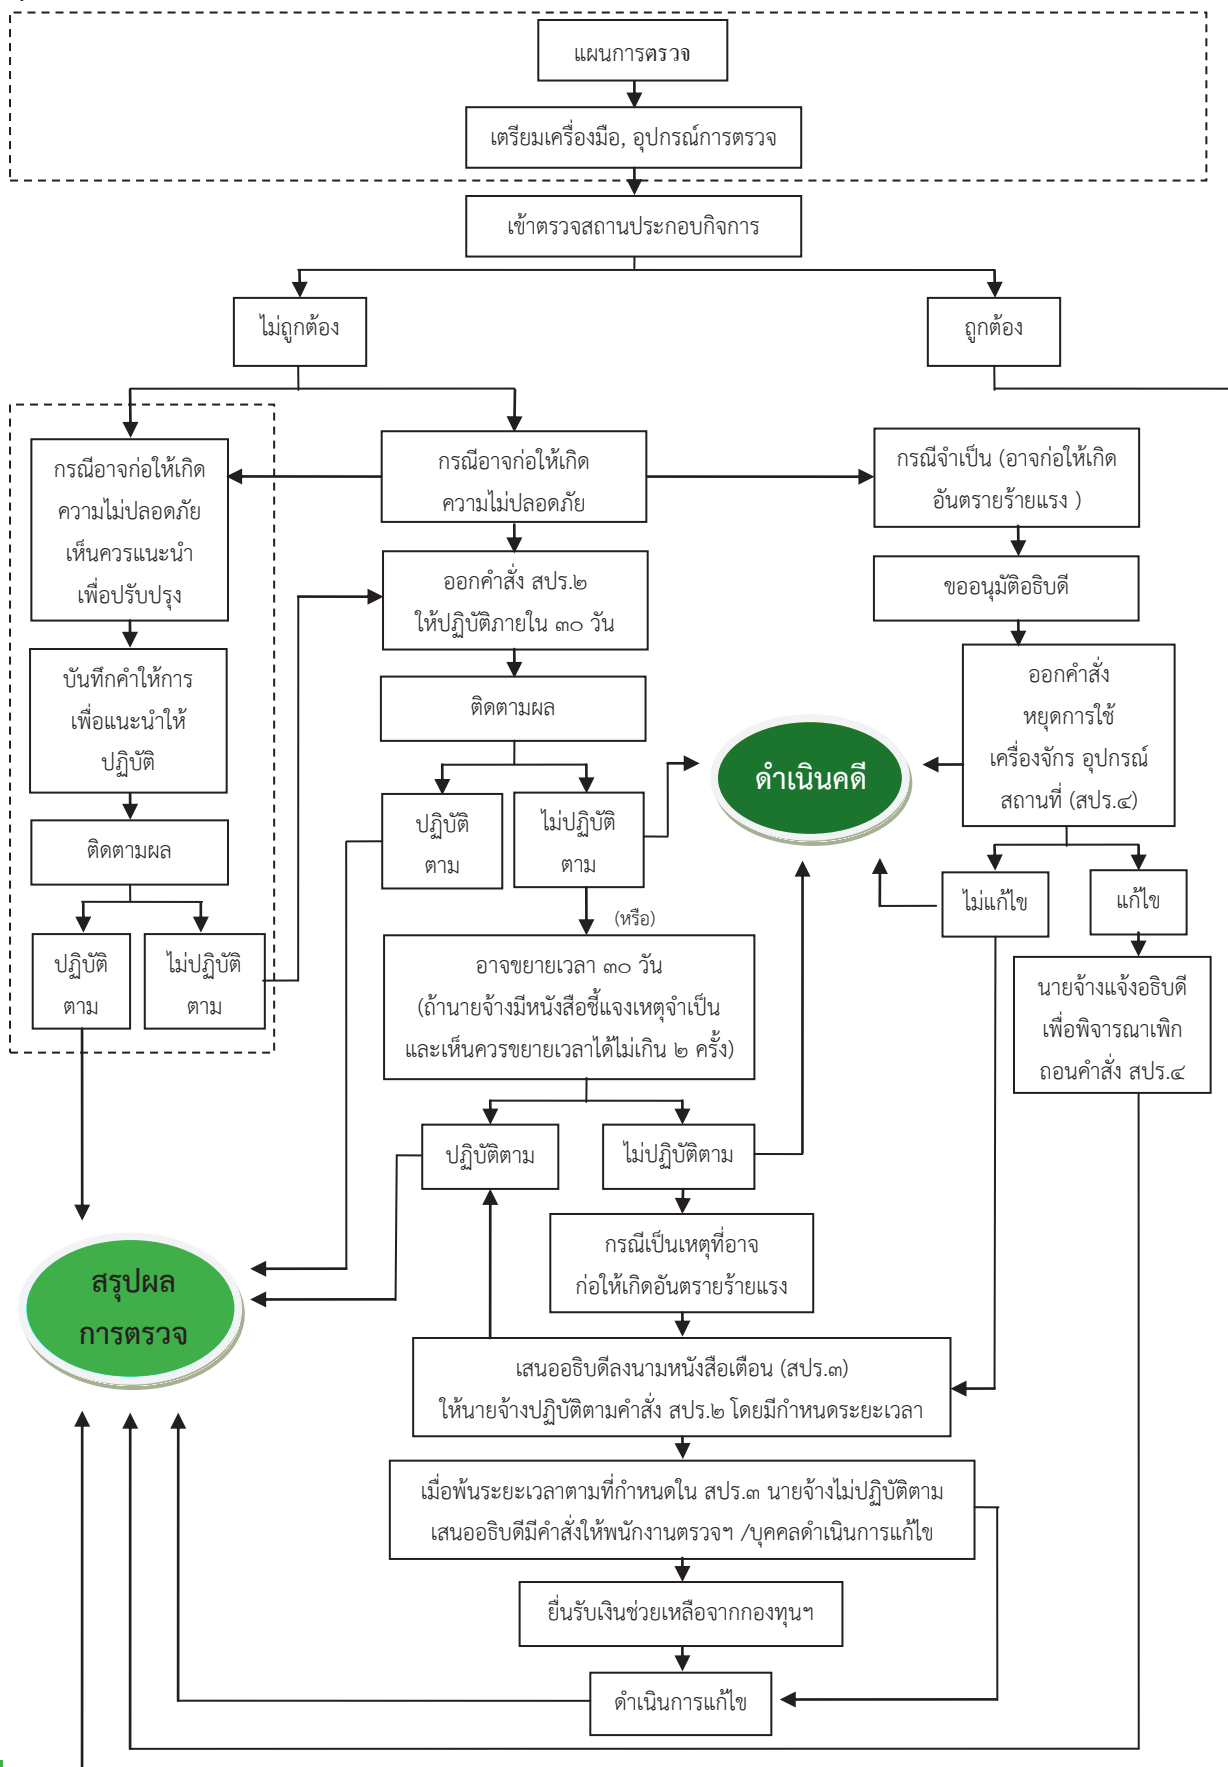 แผนการตรวจ
เตรียมเครื่องมือ, อุปกรณ์การตรวจ
เข้าตรวจสถานประกอบกิจการ
ไม่ถูกต้อง
ถูกต้อง
กรณีอาจก่อให้เกิด
ความไม่ปลอดภัย
เห็นควรแนะนำ
เพื่อปรับปรุง
บันทึกคำให้การ
เพื่อแนะนำให้
ปฏิบัติ
ติดตามผล
ปฏิบัติ
ตาม
ไม่ปฏิบัติ
ตาม
กรณีอาจก่อให้เกิด
ความไม่ปลอดภัย
ออกคำสั่ง สปร.๒
ให้ปฏิบัติภายใน ๓๐ วัน
ติดตามผล
ปฏิบัติ
ตาม
ไม่ปฏิบัติ
ตาม
(หรือ)
อาจขยายเวลา ๓๐ วัน
(ถ้านายจ้างมีหนังสือชี้แจงเหตุจำเป็น
และเห็นควรขยายเวลาได้ไม่เกิน ๒ ครั้ง)
ปฏิบัติตาม
ไม่ปฏิบัติตาม
กรณีเป็นเหตุที่อาจ
ก่อให้เกิดอันตรายร้ายแรง
เสนออธิบดีลงนามหนังสือเตือน (สปร.๓)
ให้นายจ้างปฏิบัติตามคำสั่ง สปร.๒ โดยมีกำหนดระยะเวลา
เมื่อพ้นระยะเวลาตามที่กำหนดใน สปร.๓ นายจ้างไม่ปฏิบัติตาม
เสนออธิบดีมีคำสั่งให้พนักงานตรวจฯ /บุคคลดำเนินการแก้ไข
ยื่นรับเงินช่วยเหลือจากกองทุนฯ
ดำเนินการแก้ไข
กรณีจำเป็น (อาจก่อให้เกิด
อันตรายร้ายแรง )
ขออนุมัติอธิบดี
ออกคำสั่ง
หยุดการใช้
เครื่องจักร อุปกรณ์
สถานที่ (สปร.๔)
ดำเนินคดี
ไม่แก้ไข
แก้ไข
นายจ้างแจ้งอธิบดี
เพื่อพิจารณาเพิก
ถอนคำสั่ง สปร.๔
สรุปผล
การตรวจ